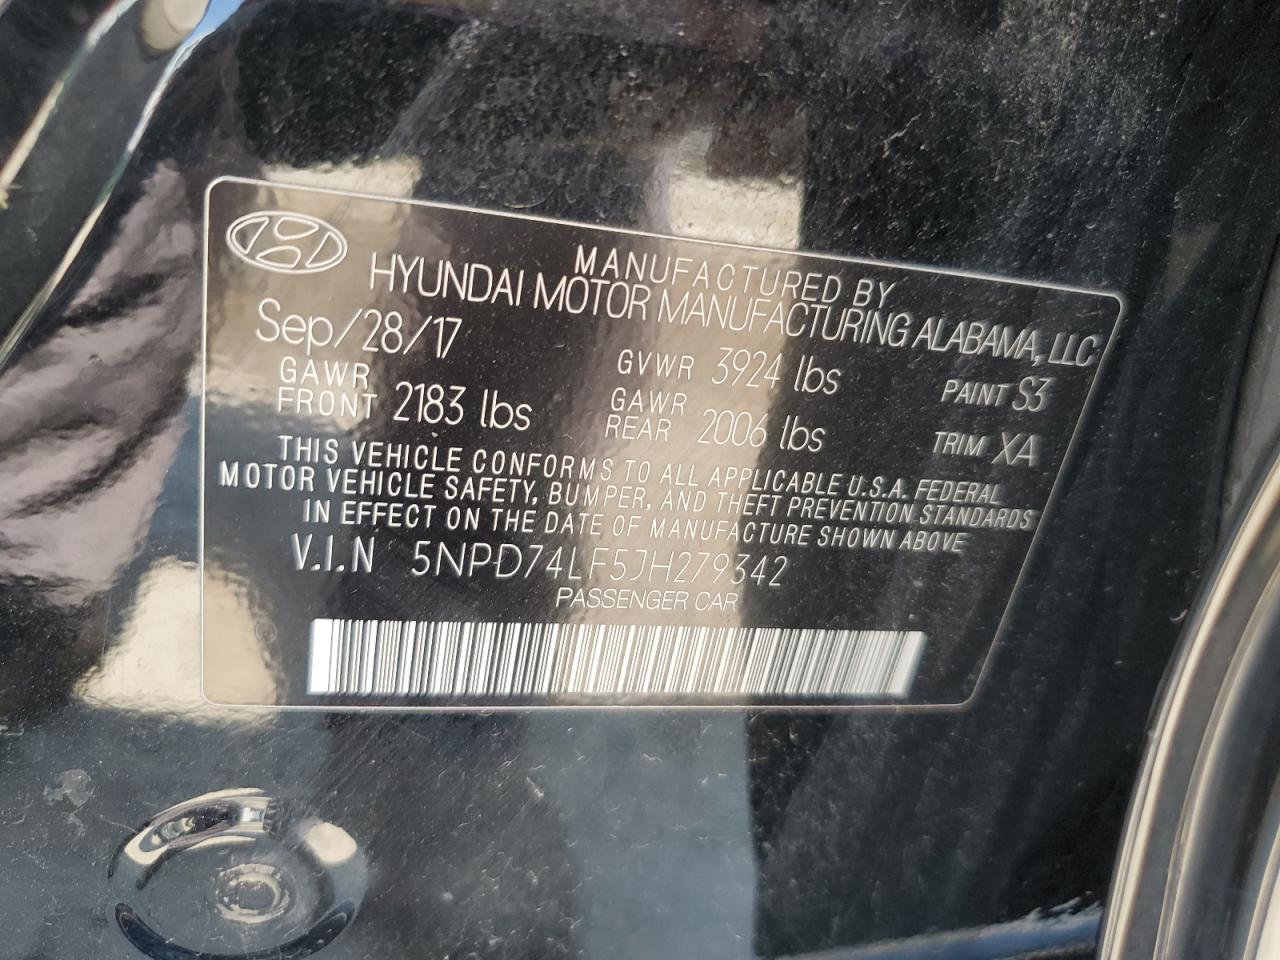 MANUFACTURED BY
HYUNDAI MOTOR MANUFACTURING ALABAMA, LLC
Sep/28/17 GVWR 3924 lbs PAINT S3
GAWR FRONT 2183 lbs GAWR REAR 2006 lbs TRIM XA
THIS VEHICLE CONFORMS TO ALL APPLICABLE U.S.A. FEDERAL
MOTOR VEHICLE SAFETY, BUMPER, AND THEFT PREVENTION STANDARDS
IN EFFECT ON THE DATE OF MANUFACTURE SHOWN ABOVE
V.I.N 5NPD74LF5JH279342
PASSENGER CAR